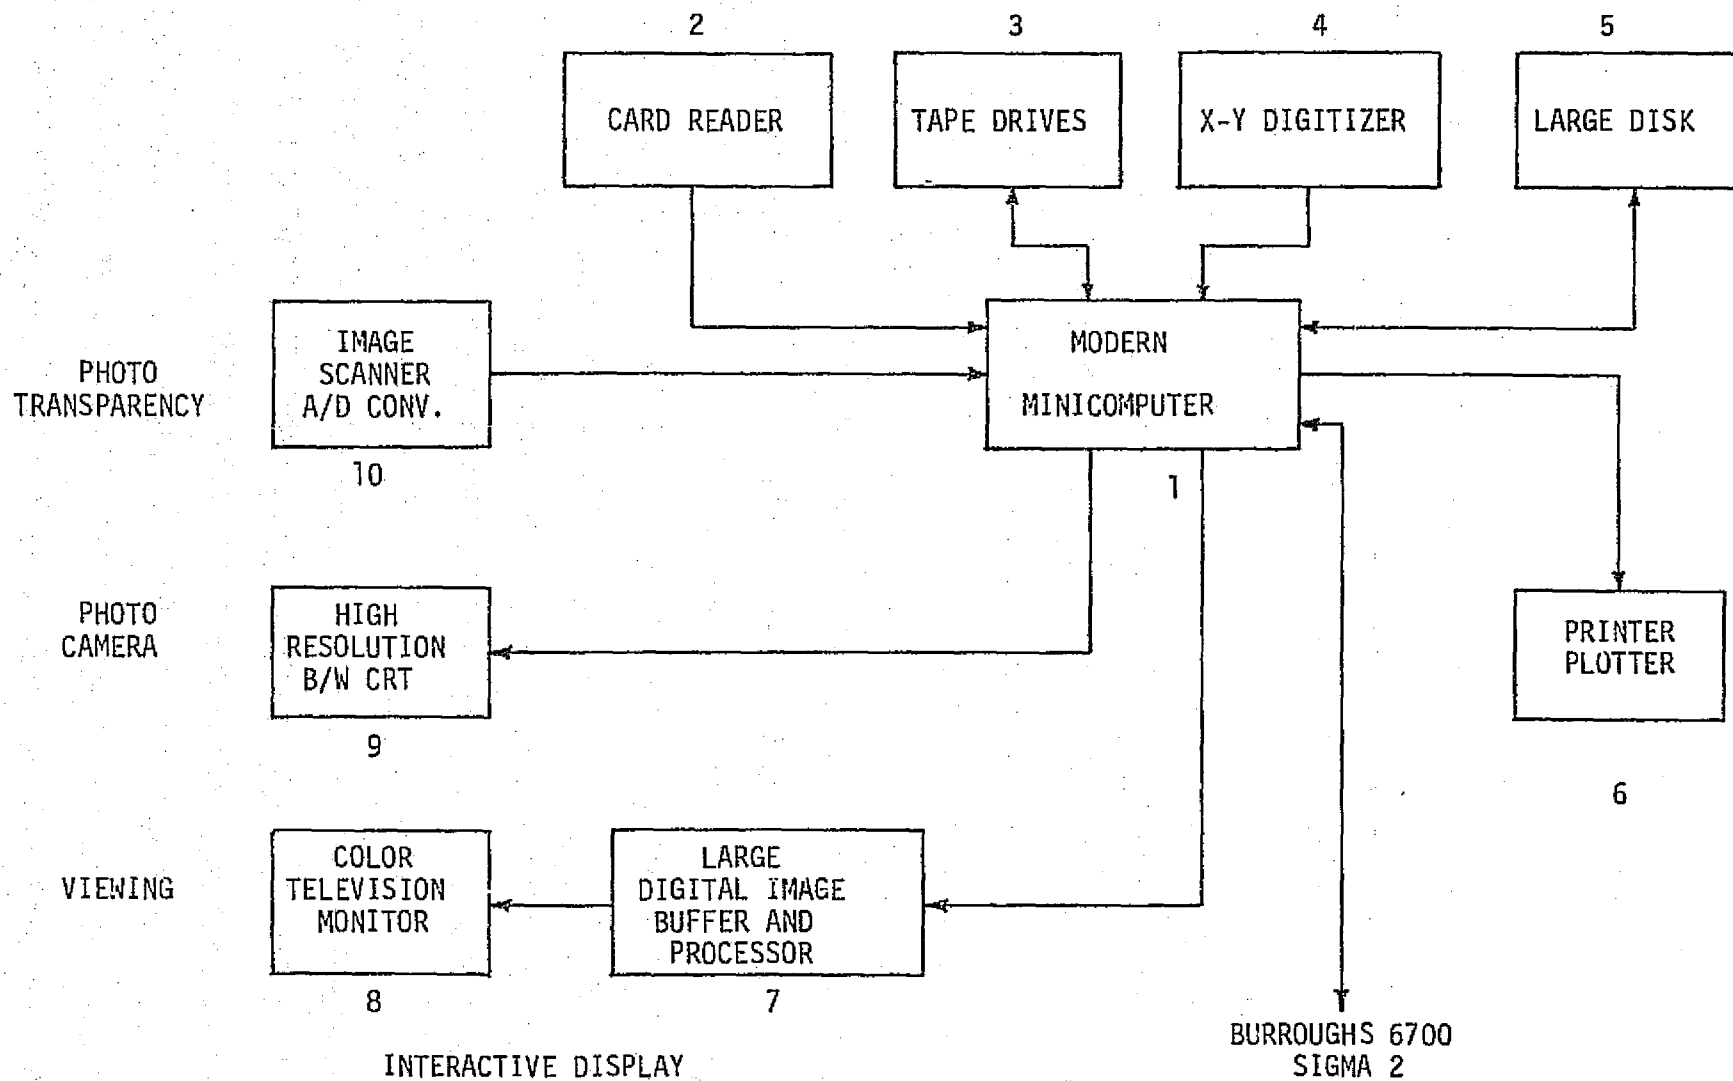 2
3
4
5
CARD READER
TAPE DRIVES
X-Y DIGITIZER
LARGE DISK
PHOTO
TRANSPARENCY
IMAGE
SCANNER
A/D CONV.
10
MODERN
MINICOMPUTER
1
PHOTO
CAMERA
HIGH
RESOLUTION
B/W CRT
9
PRINTER
PLOTTER
6
VIEWING
COLOR
TELEVISION
MONITOR
8
LARGE
DIGITAL IMAGE
BUFFER AND
PROCESSOR
7
INTERACTIVE DISPLAY
BURROUGHS 6700
SIGMA 2